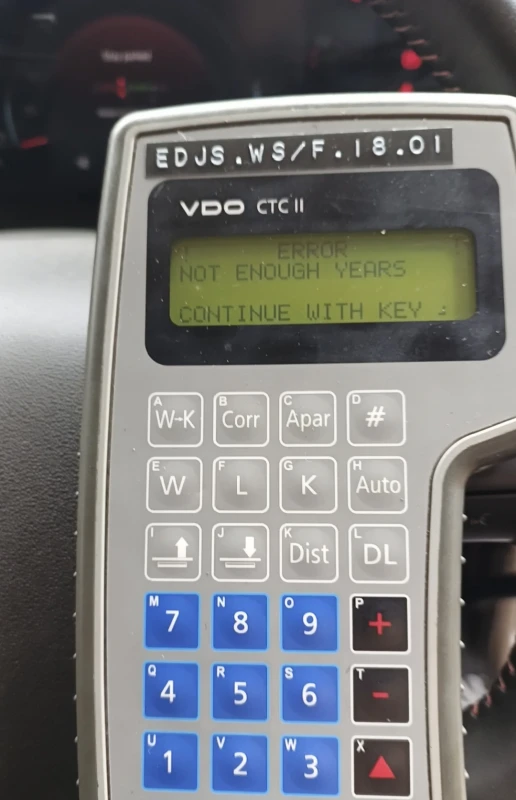 EDJS.WS/F.18.01
VDO CTC II
ERROR
NOT ENOUGH YEARS
CONTINUE WITH KEY
A W-K B Corr C Apar D #
E W F L G K H Auto
I J K Dist L DL
M 7 N 8 O 9 P +
Q 4 R 5 S 6 T -
U 1 V 2 W 3 X